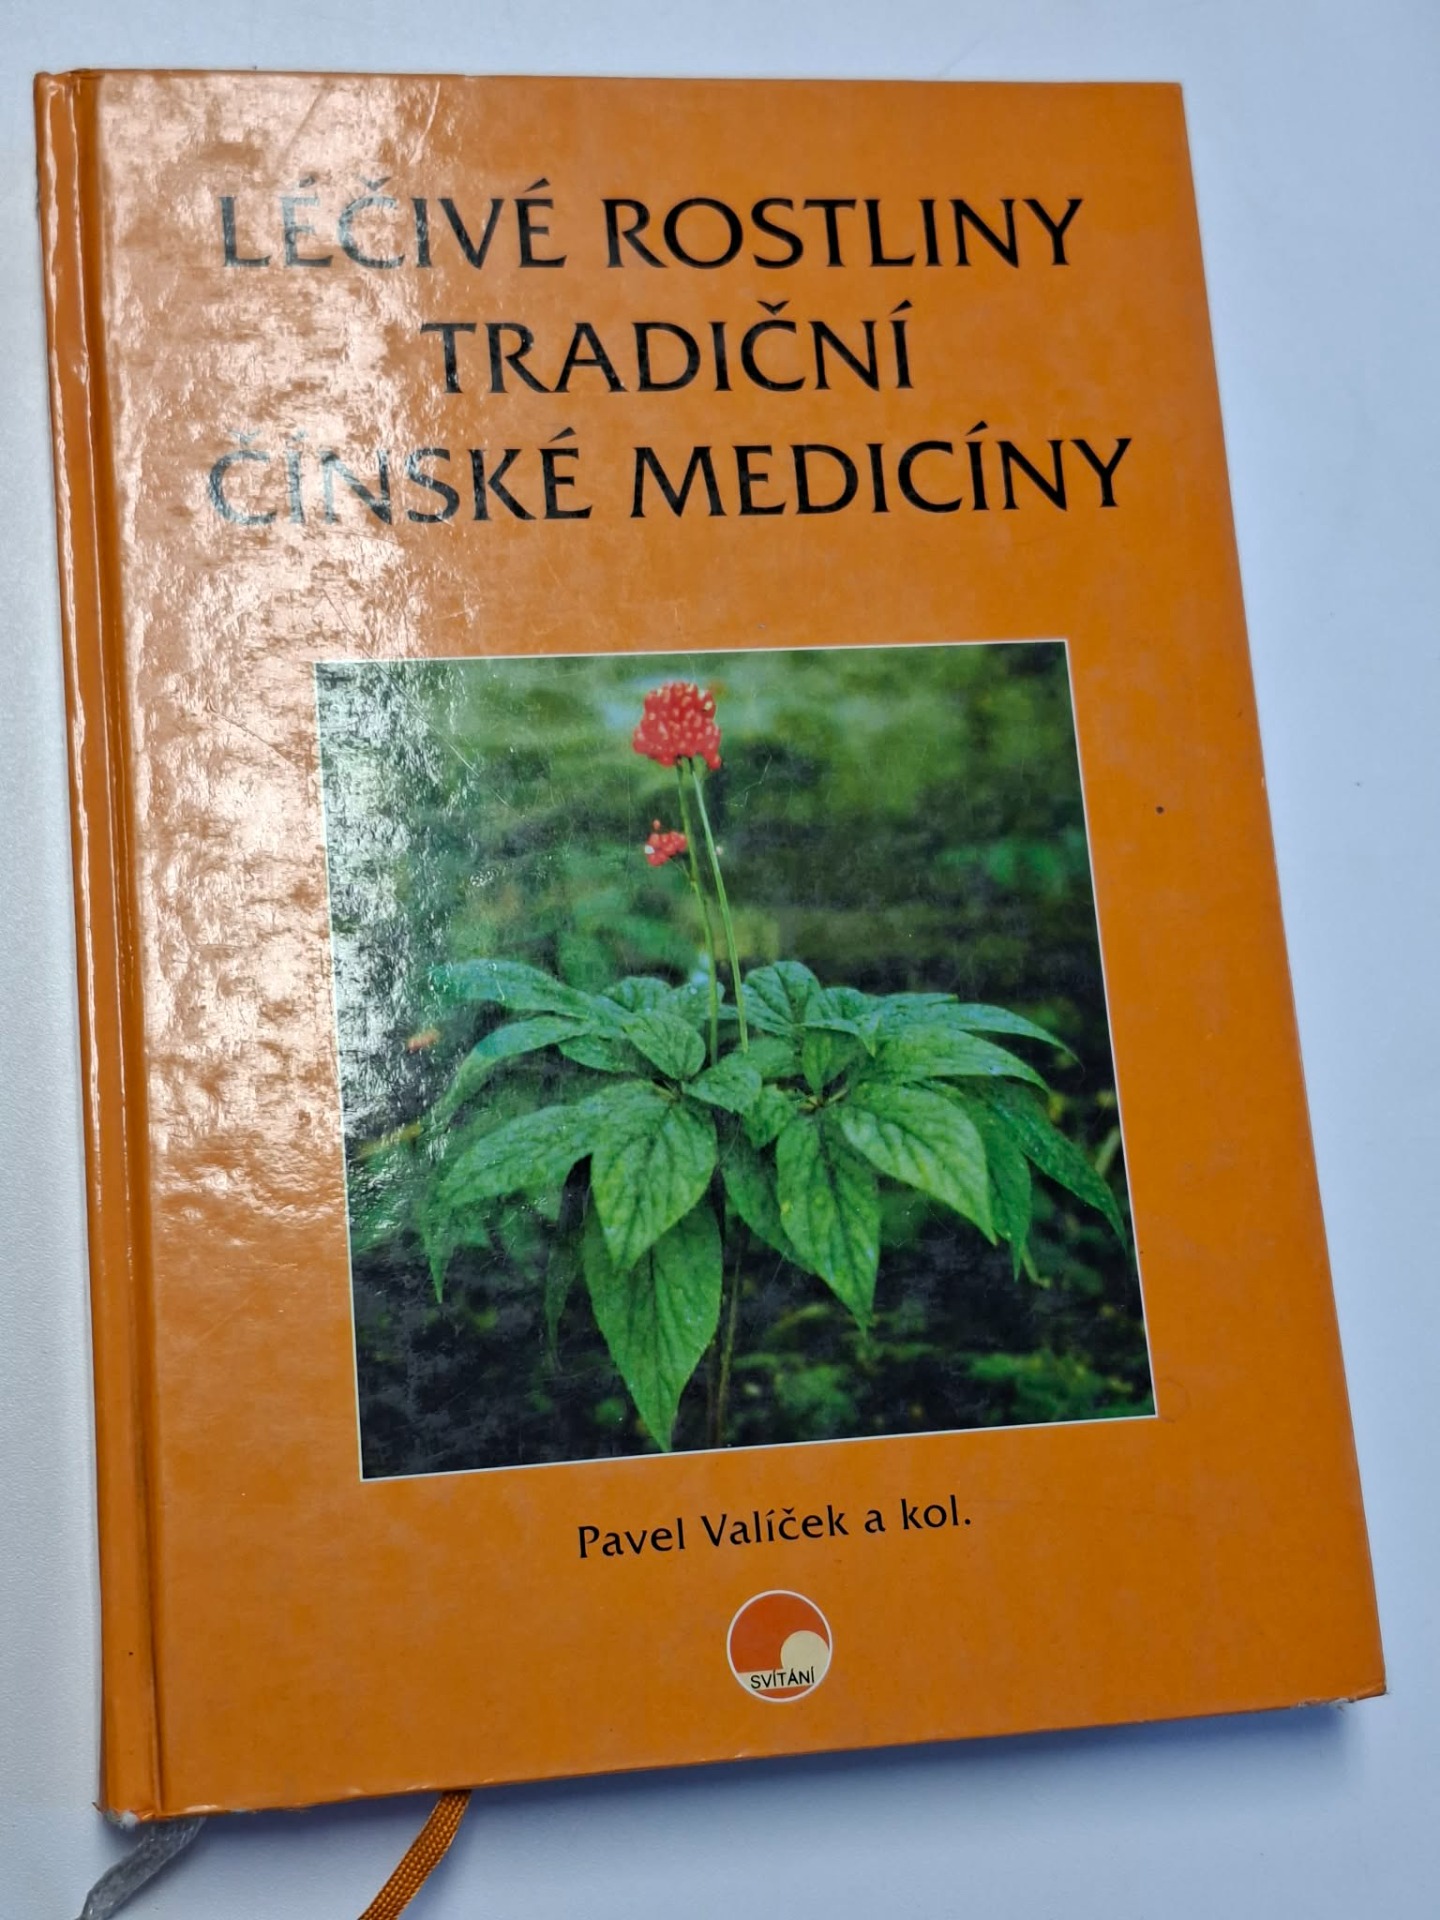 LÉČIVÉ ROSTLINY
TRADIČNÍ
ČÍNSKÉ MEDICÍNY
Pavel Valíček a kol.
SVÍTÁNÍ